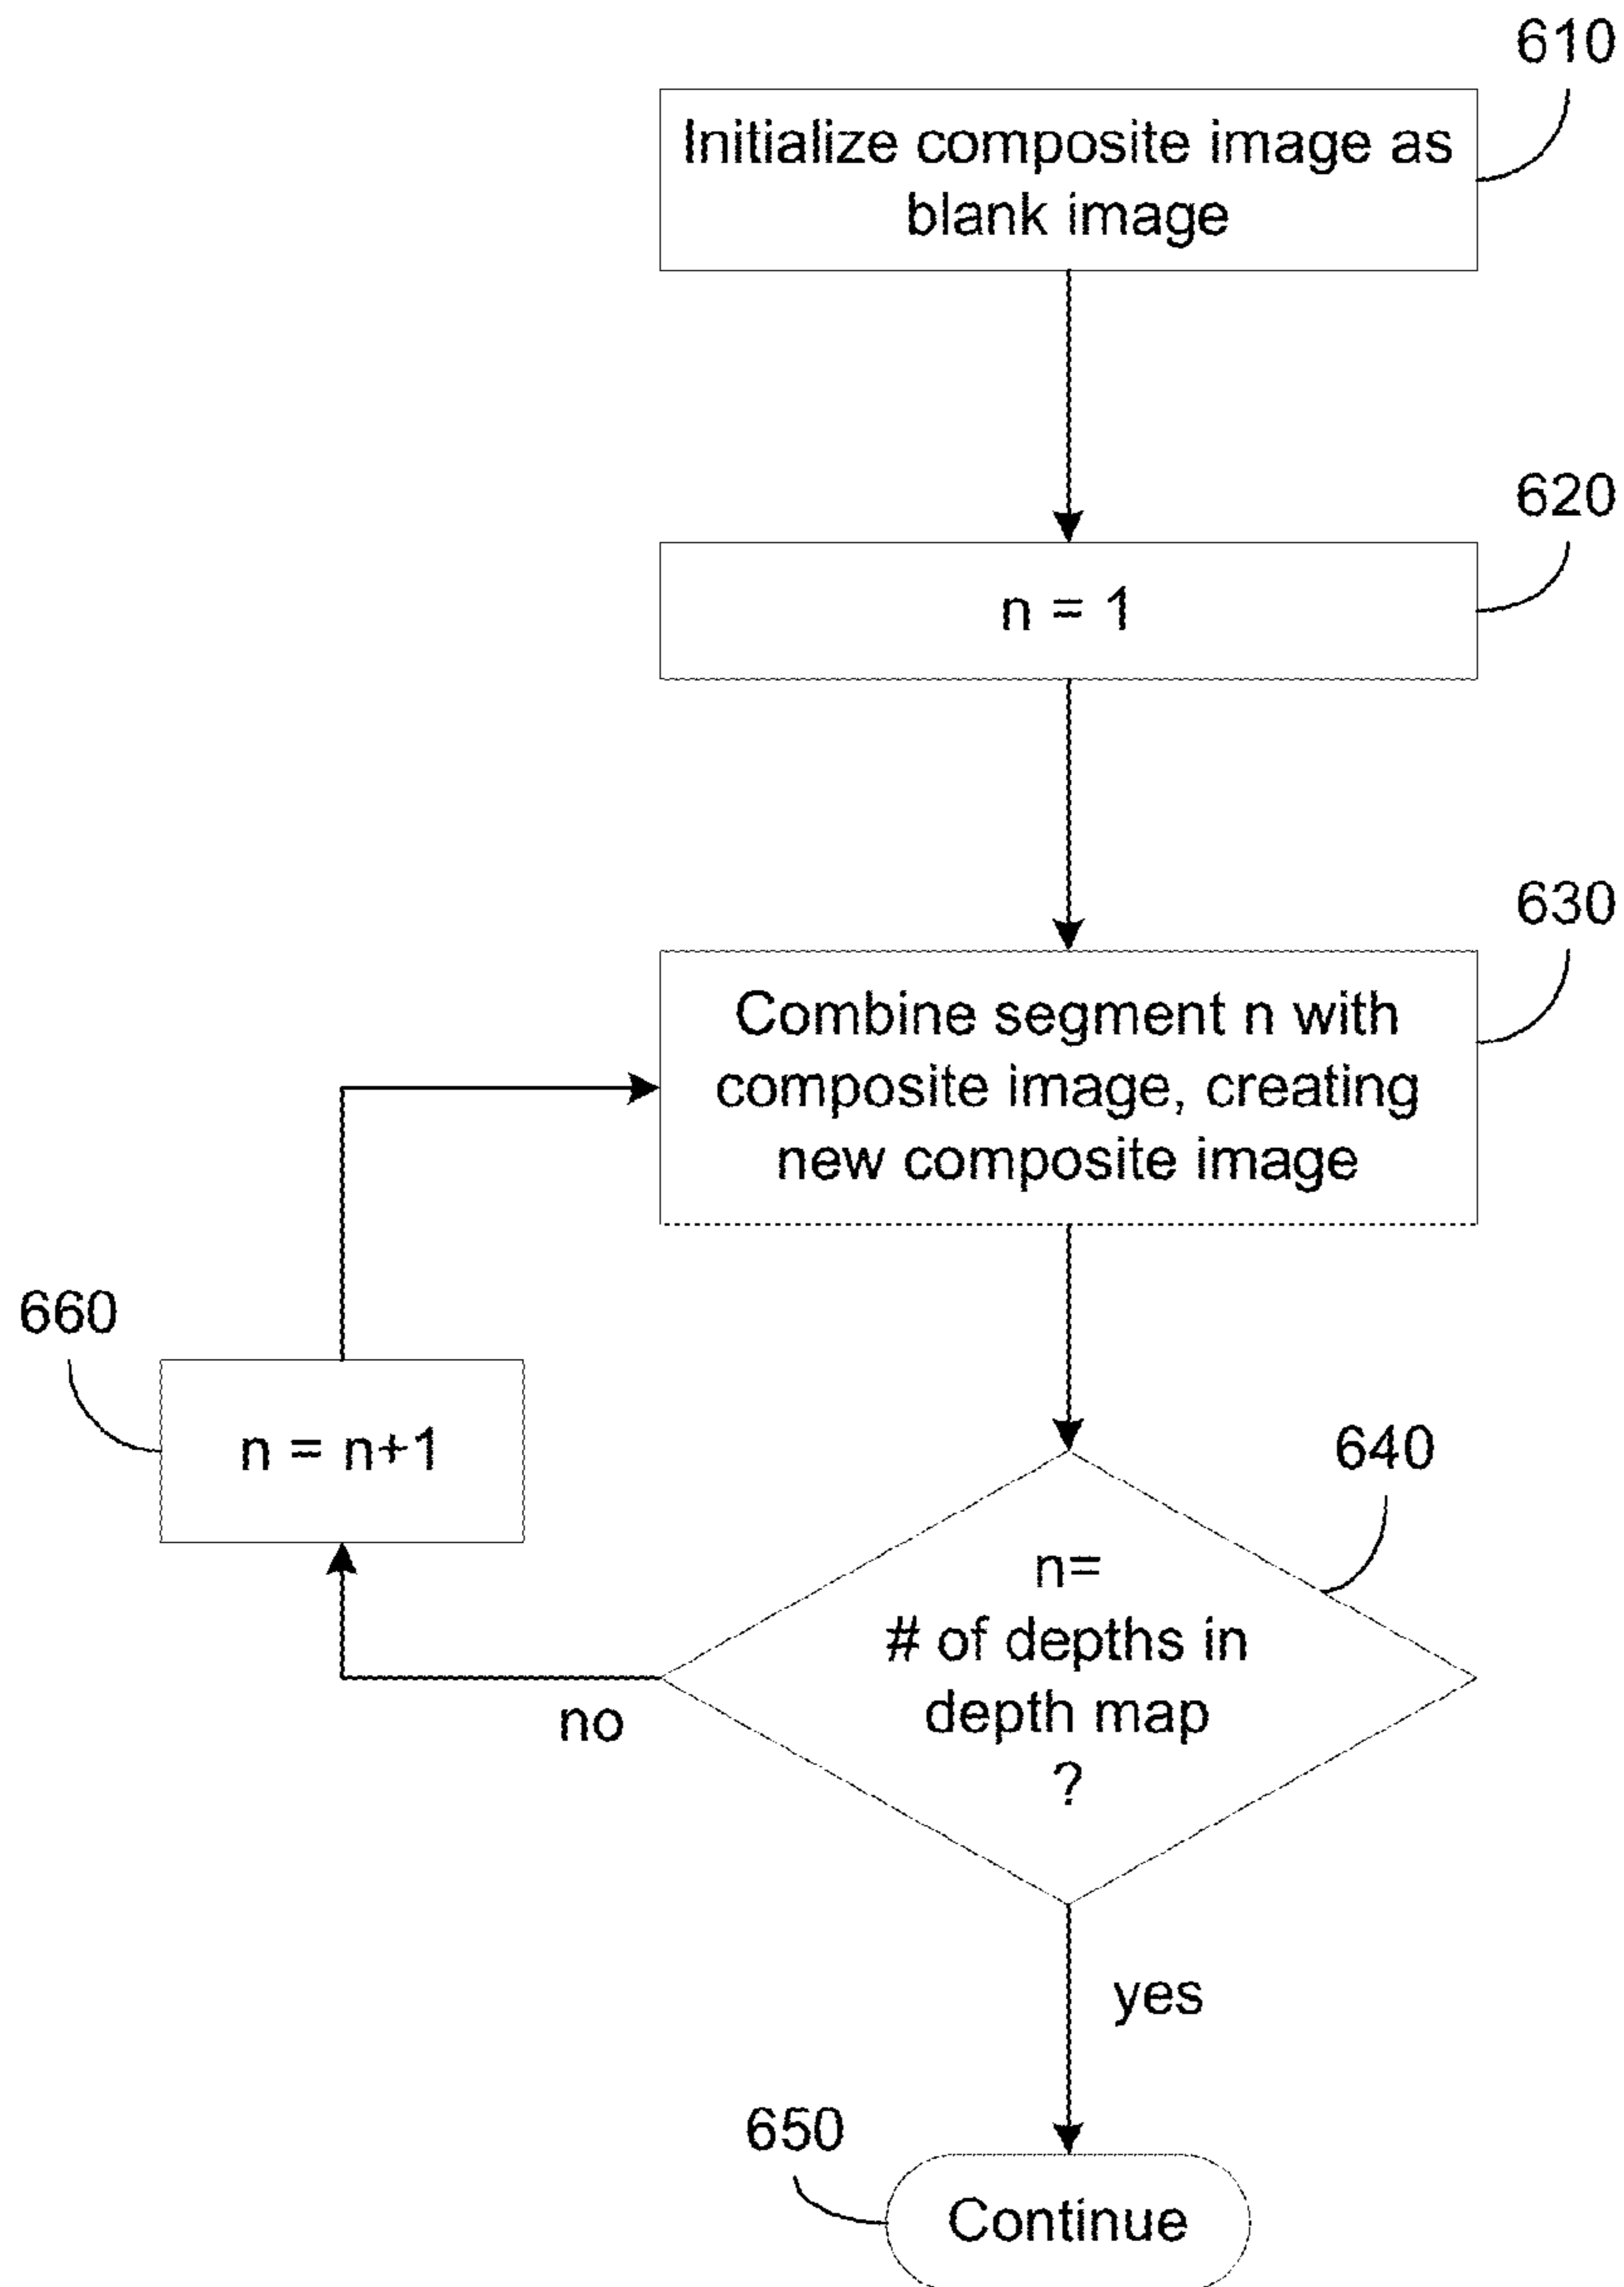 610
Initialize composite image as
blank image
620
n = 1
630
Combine segment n with
composite image, creating
new composite image
660
n = n+1
640
n=
# of depths in
depth map
?
no
yes
650
Continue